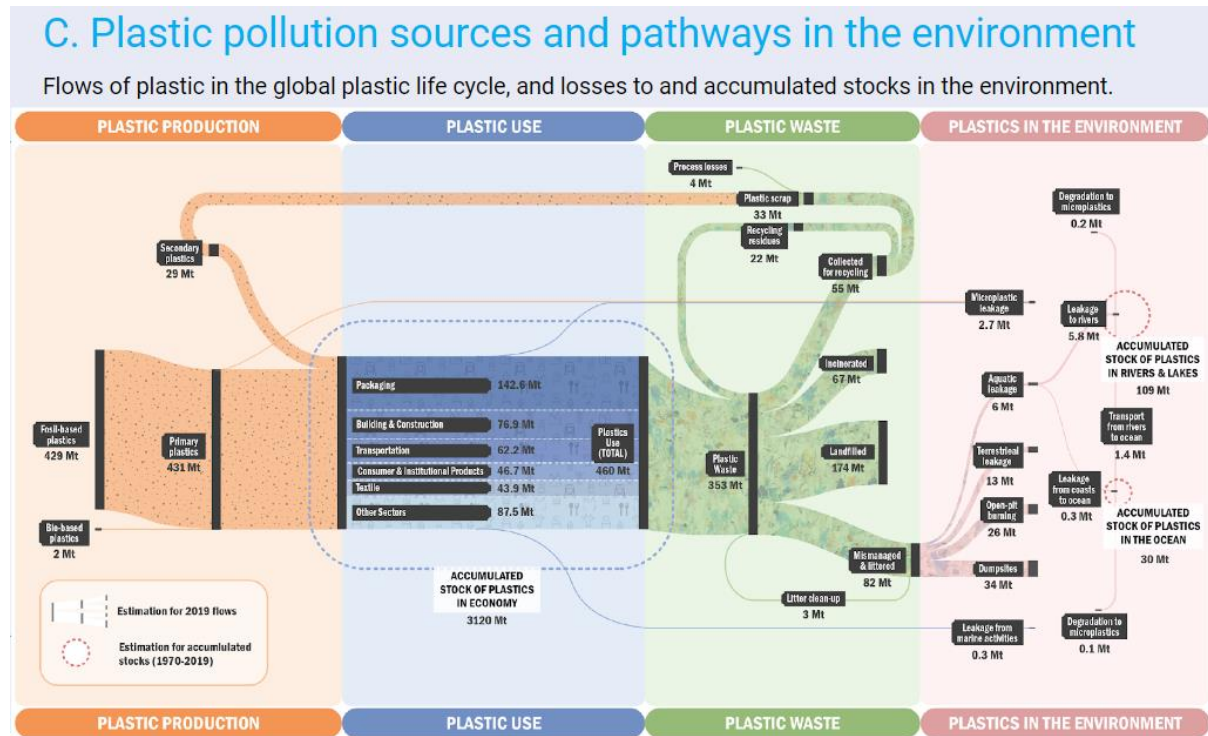 C. Plastic pollution sources and pathways in the environment
Flows of plastic in the global plastic life cycle, and losses to and accumulated stocks in the environment.
PLASTIC PRODUCTION
PLASTIC USE
PLASTIC WASTE
PLASTICS IN THE ENVIRONMENT
Secondary
plastics
29 Mt
Fosil-based
plastics
429 Mt
Primary
plastics
431 Mt
Bio-based
plastics
2 Mt
Estimation for 2019 flows
Estimation for accumlulated
stocks (1970-2019)
Packaging
142.6 Mt
Building & Construction
76.9 Mt
Transportation
62.2 Mt
Consumer & Institutional Products
46.7 Mt
Textile
43.9 Mt
Other Sectors
87.5 Mt
Plastics
Use
(TOTAL)
460 Mt
ACCUMULATED
STOCK OF PLASTICS
IN ECONOMY
3120 Mt
Process losses
4 Mt
Plastic scrap
33 Mt
Recycling
residues
22 Mt
Collected
for recycling
55 Mt
Incinerated
67 Mt
Plastic
Waste
353 Mt
Landfilled
174 Mt
Mismanaged
& littered
82 Mt
Litter clean-up
3 Mt
Degradation to
microplastics
0.2 Mt
Microplastic
leakage
2.7 Mt
Leakage
to rivers
5.8 Mt
ACCUMULATED
STOCK OF PLASTICS
IN RIVERS & LAKES
109 Mt
Aquatic
leakage
6 Mt
Transport
from rivers
to ocean
1.4 Mt
Terrestrieal
leakage
13 Mt
Leakage
from coasts
to ocean
0.3 Mt
Open-pit
burning
26 Mt
ACCUMULATED
STOCK OF PLASTICS
IN THE OCEAN
30 Mt
Dumpsites
34 Mt
Leakage from
marine activities
0.3 Mt
Degradation to
microplastics
0.1 Mt
PLASTIC PRODUCTION
PLASTIC USE
PLASTIC WASTE
PLASTICS IN THE ENVIRONMENT